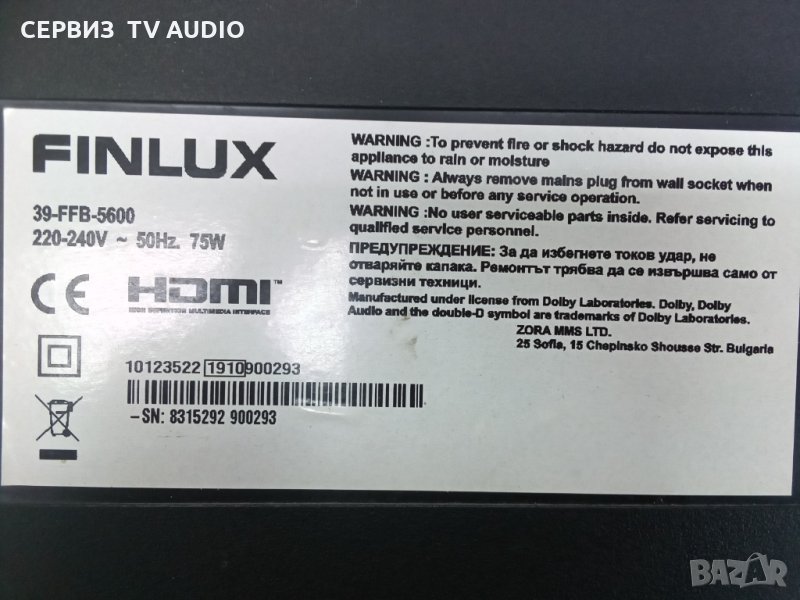 СЕРВИЗ TV AUDIO
FINLUX
39-FFB-5600
220-240V ~ 50Hz. 75W
CE
HDMI™
HIGH DEFINITION MULTIMEDIA INTERFACE
WARNING :To prevent fire or shock hazard do not expose this
appliance to rain or moisture
WARNING : Always remove mains plug from wall socket when
not in use or before any service operation.
WARNING :No user serviceable parts inside. Refer servicing to
qualified service personnel.
ПРЕДУПРЕЖДЕНИЕ: За да избегнете токов удар, не
отваряйте капака. Ремонтът трябва да се извършва само от
сервизни техници.
Manufactured under license from Dolby Laboratories. Dolby, Dolby
Audio and the double-D symbol are trademarks of Dolby Laboratories.
ZORA MMS LTD.
25 Sofia, 15 Chepinsko Shousse Str. Bulgaria
10123522 1910 900293
-SN: 8315292 900293
BAZAR